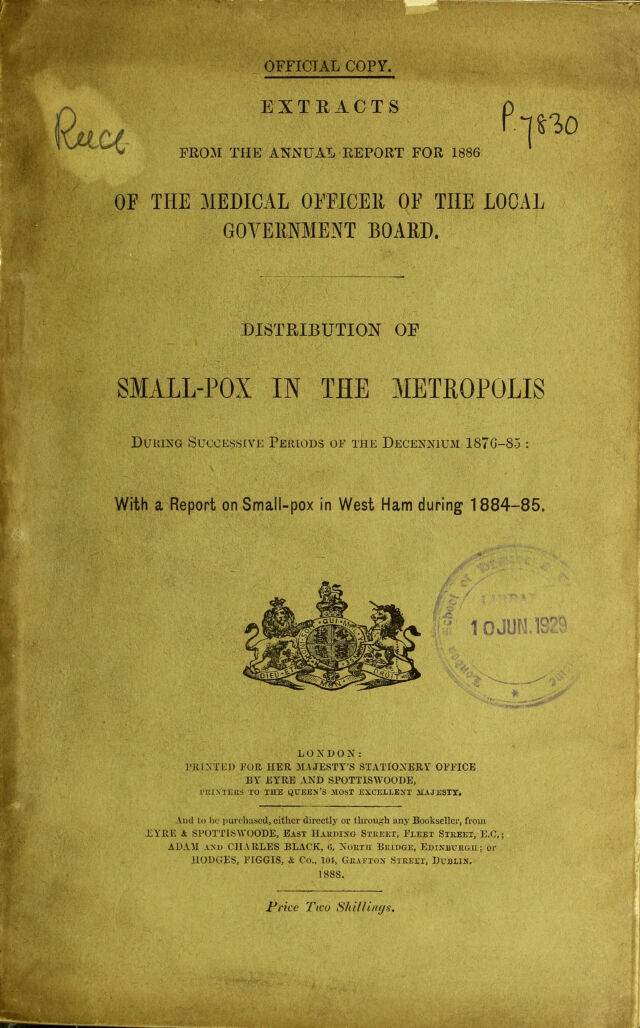 OFFICIAL COPY.
EXTRACTS
P.7830
FROM THE ANNUAL REPORT FOR 1886
OF THE MEDICAL OFFICER OF THE LOCAL
GOVERNMENT BOARD.
DISTRIBUTION OF
SMALL-POX IN THE METROPOLIS
DURING SUCCESSIVE PERIODS OF THE DECENNIUM 1876–85:
With a Report on Small-pox in West Ham during 1884–85.
London School of
10 JUN. 1929
LONDON:
PRINTED FOR HER MAJESTY'S STATIONERY OFFICE
BY EYRE AND SPOTTISWOODE,
PRINTERS TO THE QUEEN'S MOST EXCELLENT MAJESTY.
And to be purchased, either directly or through any Bookseller, from
EYRE & SPOTTISWOODE, EAST HARDING STREET, FLEET STREET, E.C.;
ADAM AND CHARLES BLACK, 6, NORTH BRIDGE, EDINBURGH; or
HODGES, FIGGIS, & Co., 104, GRAFTON STREET, DUBLIN.
1888.
Price Two Shillings.